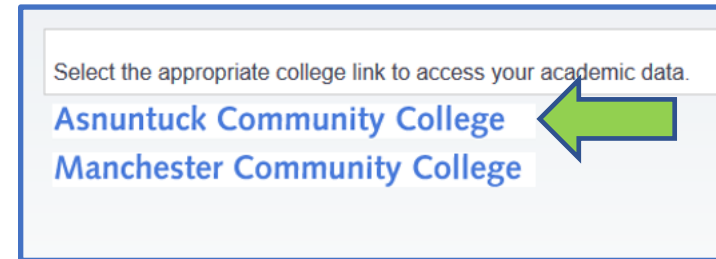 Select the appropriate college link to access your academic data.
Asnuntuck Community College
Manchester Community College